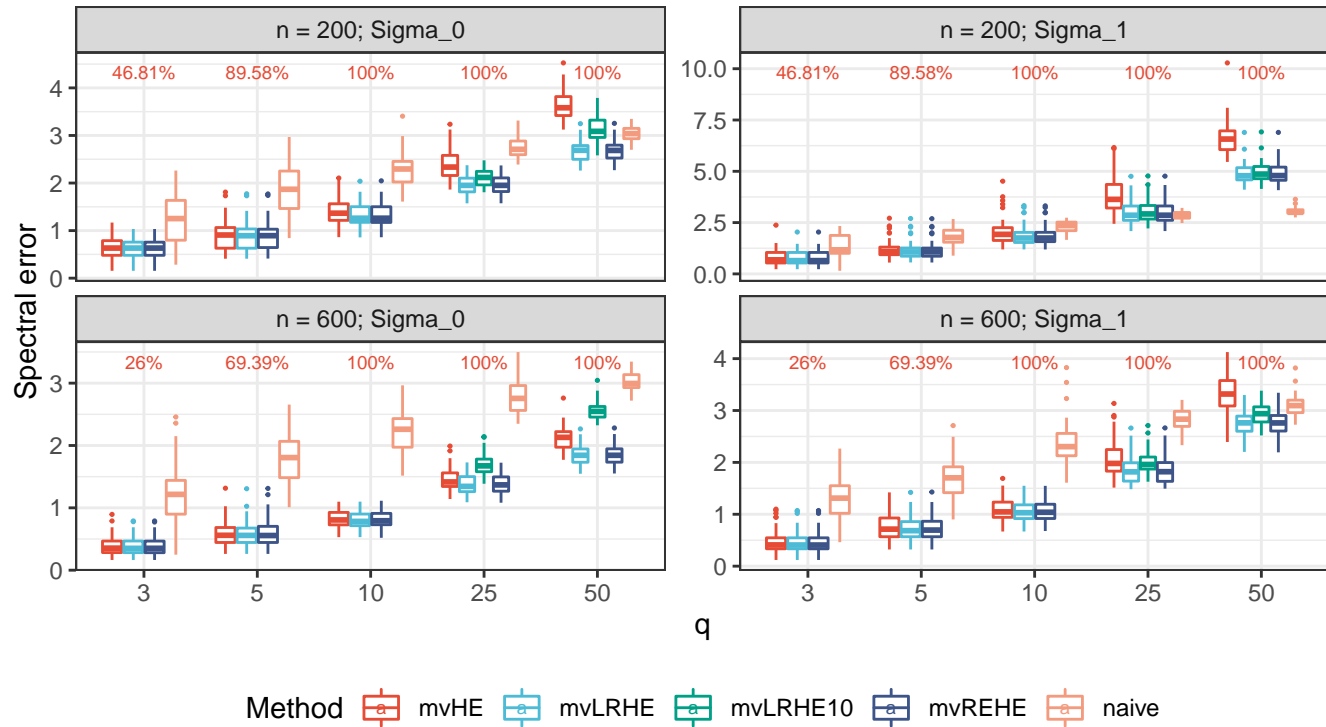 n = 200; Sigma_0
n = 200; Sigma_1
46.81% 89.58% 100% 100% 100%
46.81% 89.58% 100% 100% 100%
4
3
2
1
0
10.0
7.5
5.0
2.5
0.0
Spectral error
n = 600; Sigma_0
n = 600; Sigma_1
26% 69.39% 100% 100% 100%
26% 69.39% 100% 100% 100%
3
2
1
0
4
3
2
1
0
3 5 10 25 50
3 5 10 25 50
q
Method a mvHE a mvLRHE a mvLRHE10 a mvREHE a naive